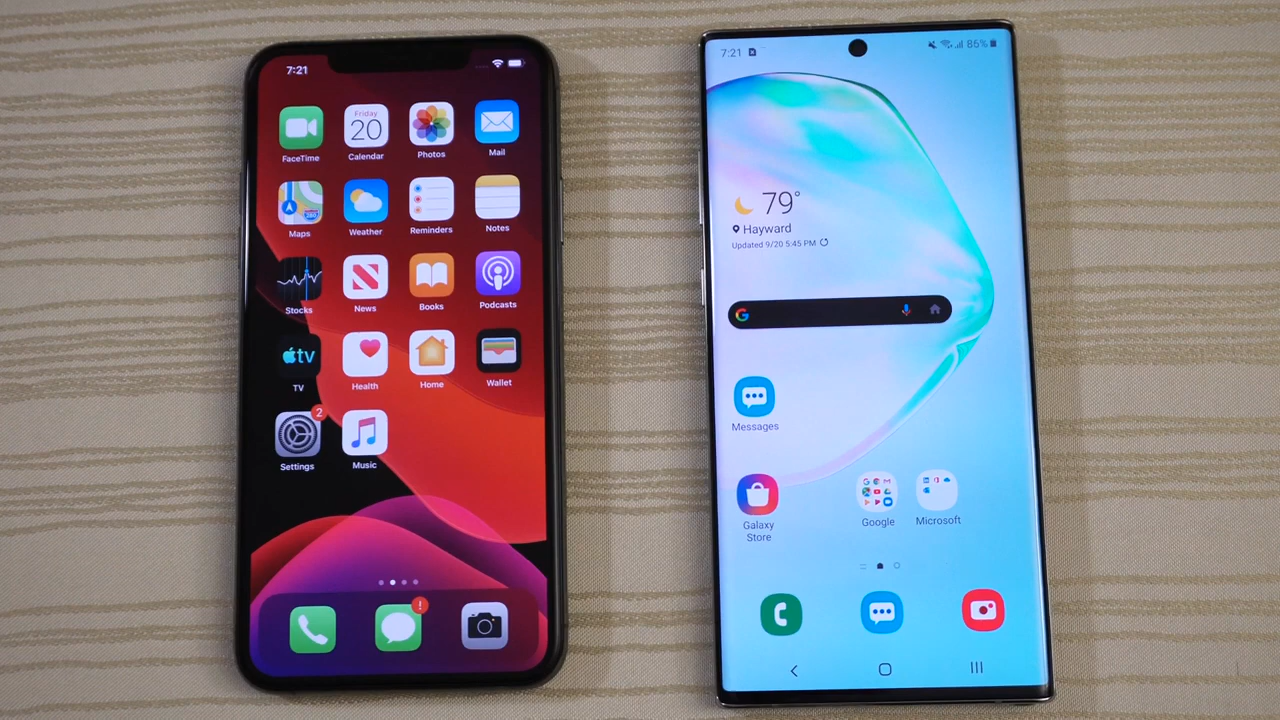 7:21
Friday
20
FaceTime
Calendar
Photos
Mail
280
Maps
Weather
Reminders
Notes
Stocks
News
Books
Podcasts
tv
TV
Health
Home
Wallet
2
Settings
Music
!
7:21
86%
79°
Hayward
Updated 9/20 5:45 PM
G
Messages
Galaxy
Store
Google
Microsoft